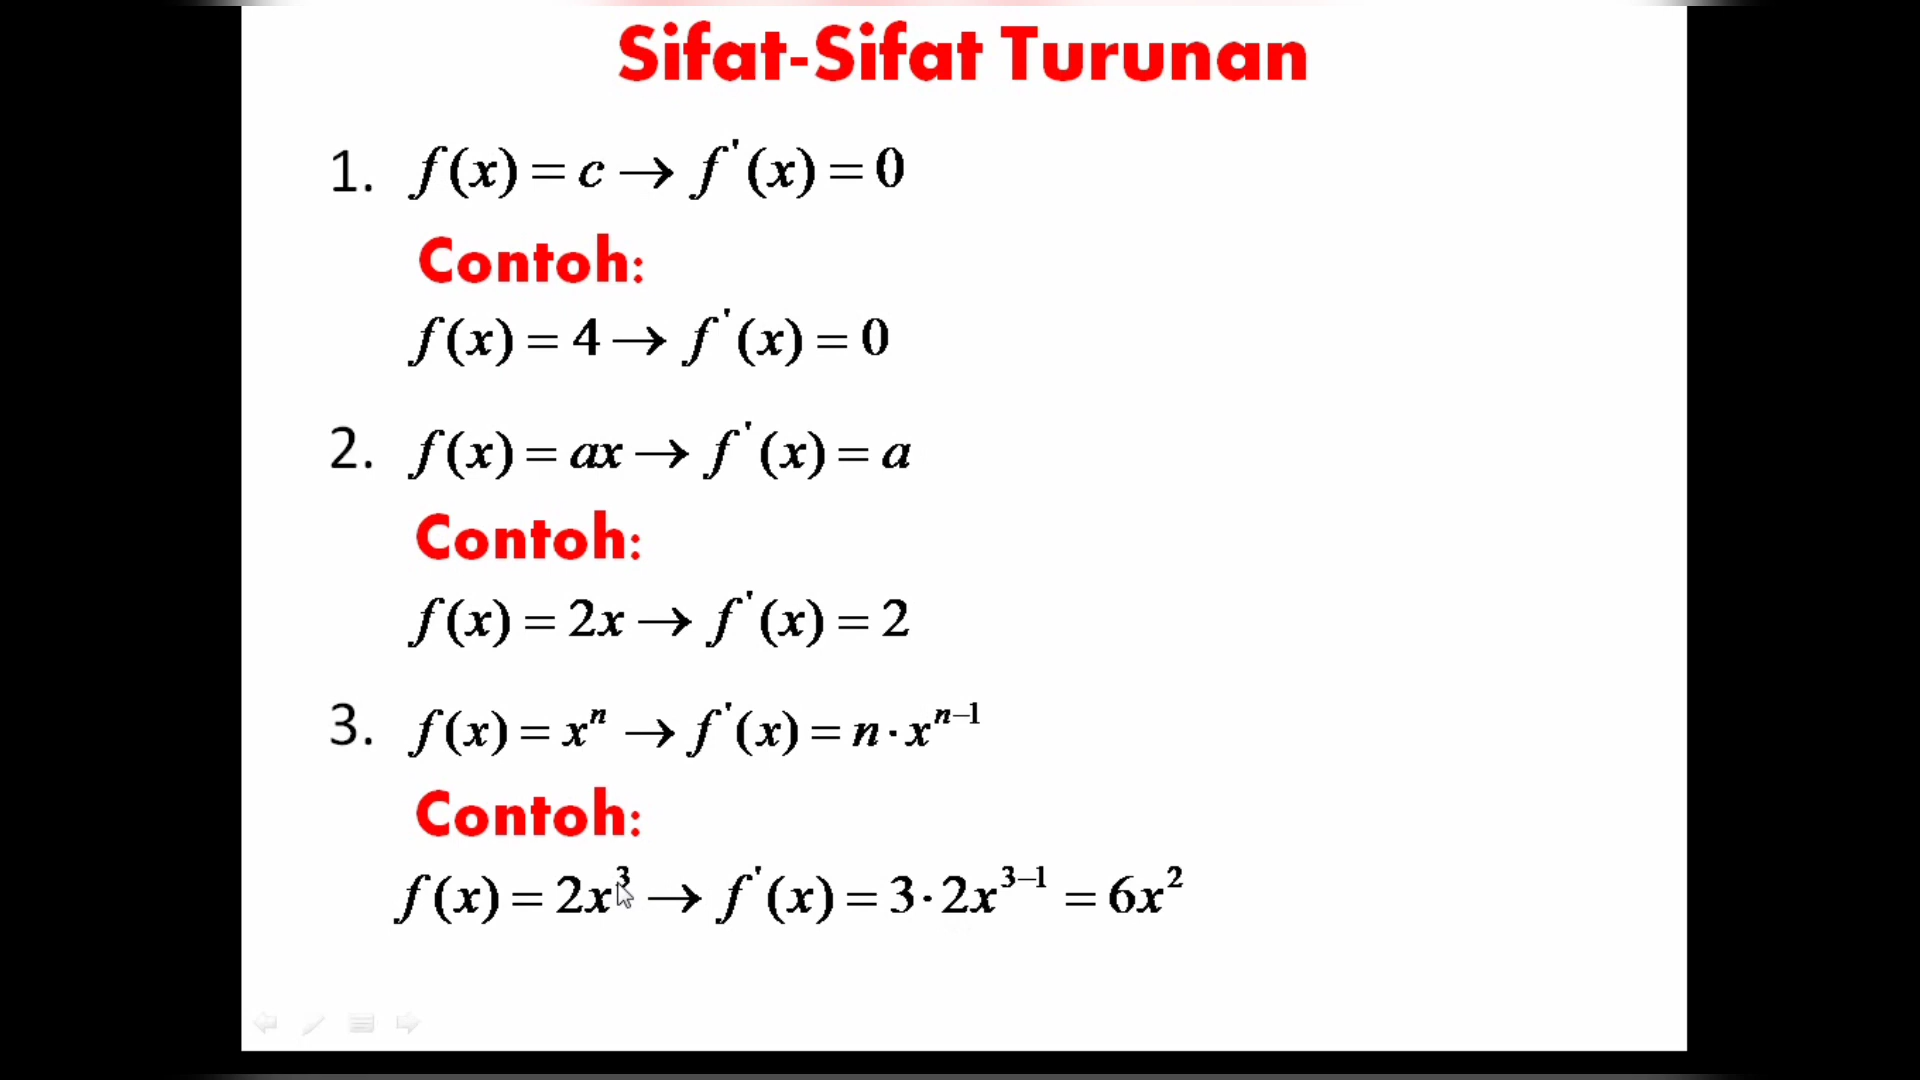 Sifat-Sifat Turunan
1. f(x) = c → f'(x) = 0
Contoh:
f(x) = 4 → f'(x) = 0
2. f(x) = ax → f'(x) = a
Contoh:
f(x) = 2x → f'(x) = 2
3. f(x) = xⁿ → f'(x) = n · xⁿ⁻¹
Contoh:
f(x) = 2x³ → f'(x) = 3 · 2x³⁻¹ = 6x²